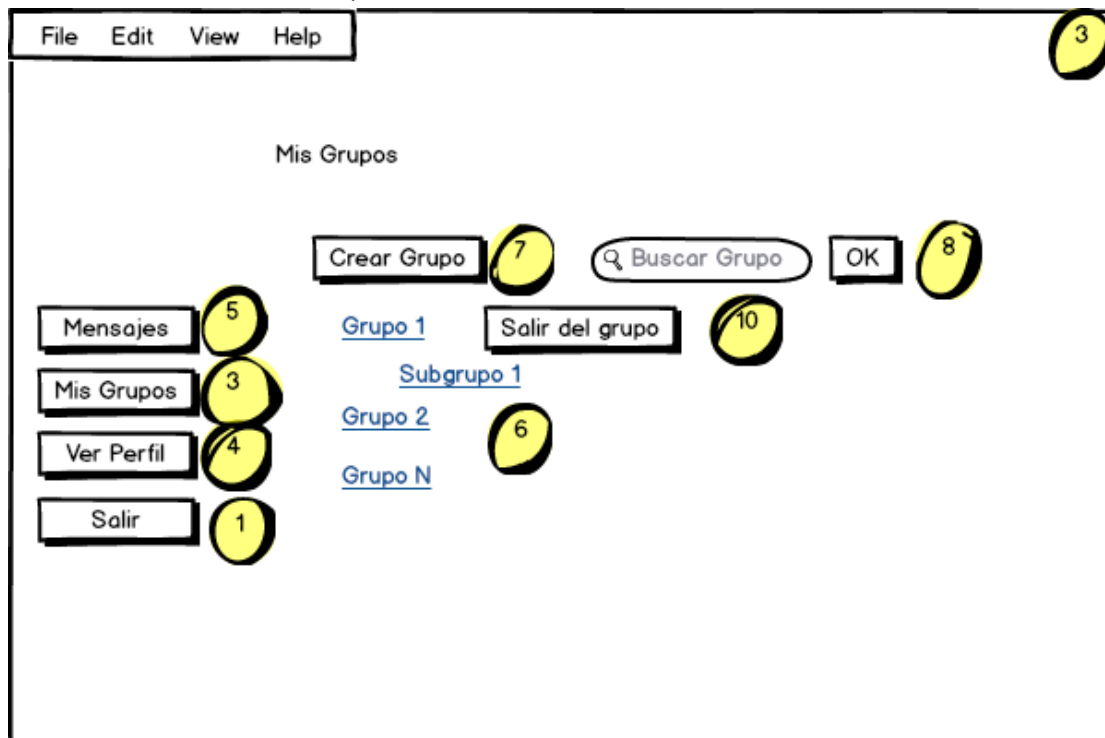 File Edit View Help
3
Mis Grupos
Crear Grupo 7 Buscar Grupo OK 8
Mensajes 5 Grupo 1 Salir del grupo 10
Subgrupo 1
Mis Grupos 3
Grupo 2 6
Ver Perfil 4
Grupo N
Salir 1